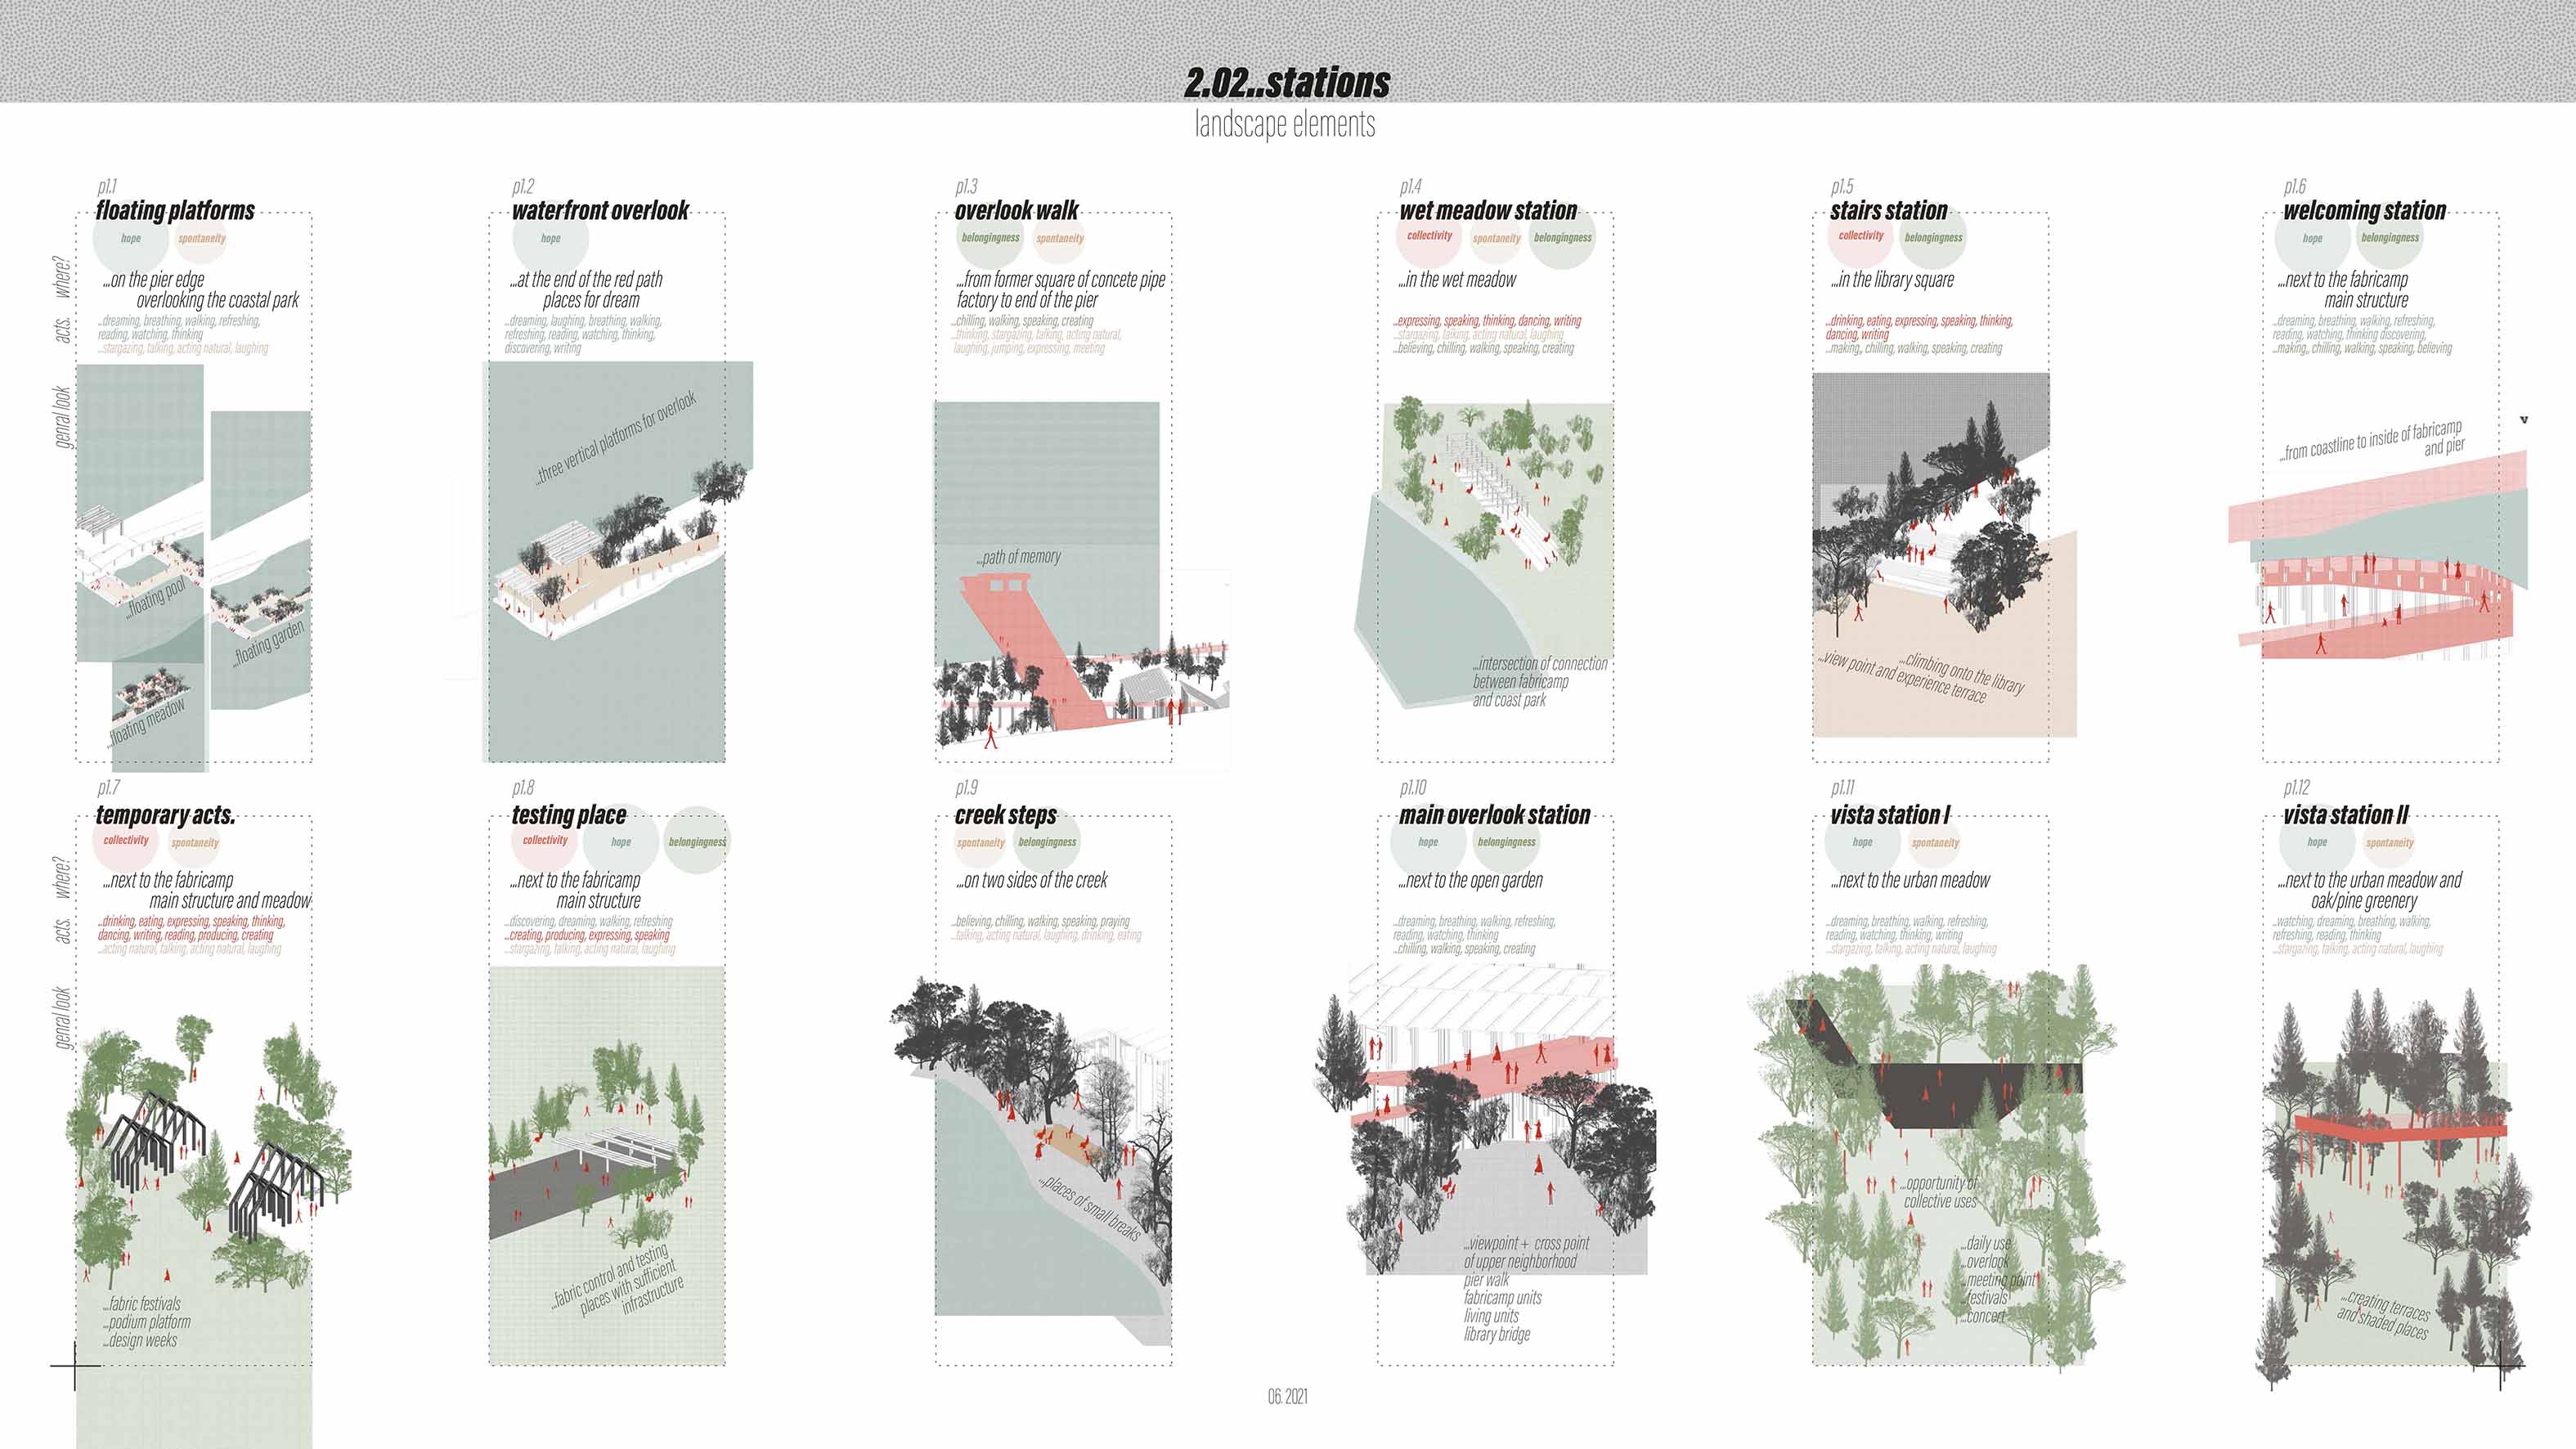 2.02..stations
landscape elements
p1.1
floating platforms
hope
spontaneity
where?
...on the pier edge
overlooking the coastal park
acts.
...dreaming, breathing, walking, refreshing,
reading, watching, thinking
...stargazing, talking, acting natural, laughing
genral look
...floating pool
...floating garden
...floating meadow
p1.2
waterfront overlook
hope
...at the end of the red path
places for dream
...dreaming, laughing, breathing, walking,
refreshing, reading, watching, thinking,
discovering, writing
...three vertical platforms for overlook
p1.3
overlook walk
belongingness
spontaneity
...from former square of concete pipe
factory to end of the pier
...chilling, walking, speaking, creating
...thinking, stargazing, talking, acting natural,
laughing, jumping, expressing, meeting
...path of memory
p1.4
wet meadow station
collectivity
spontaneity
belongingness
...in the wet meadow
...expressing, speaking, thinking, dancing, writing
...stargazing, talking, acting natural, laughing
...believing, chilling, walking, speaking, creating
...intersection of connection
between fabricamp
and coast park
p1.5
stairs station
collectivity
belongingness
...in the library square
...drinking, eating, expressing, speaking, thinking,
dancing, writing
...making,, chilling, walking, speaking, creating
...view point and experience terrace
...climbing onto the library
p1.6
welcoming station
hope
belongingness
...next to the fabricamp
main structure
...dreaming, breathing, walking, refreshing,
reading, watching, thinking discovering,
...making,, chilling, walking, speaking, believing
v
...from coastline to inside of fabricamp
and pier
p1.7
temporary acts.
collectivity
spontaneity
where?
...next to the fabricamp
main structure and meadow
acts.
...drinking, eating, expressing, speaking, thinking,
dancing, writing, reading, producing, creating
...acting natural, talking, acting natural, laughing
genral look
...fabric festivals
...podium platform
...design weeks
p1.8
testing place
collectivity
hope
belongingness
...next to the fabricamp
main structure
...discovering, dreaming, walking, refreshing
...creating, producing, expressing, speaking
...stargazing, talking, acting natural, laughing
...fabric control and testing
places with sufficient
infrastructure
p1.9
creek steps
spontaneity
belongingness
...on two sides of the creek
...believing, chilling, walking, speaking, praying
...talking, acting natural, laughing, drinking, eating
...places of small breaks
p1.10
main overlook station
hope
belongingness
...next to the open garden
...dreaming, breathing, walking, refreshing,
reading, watching, thinking
...chilling, walking, speaking, creating
...viewpoint + cross point
of upper neighborhood
pier walk
fabricamp units
living units
library bridge
p1.11
vista station I
hope
spontaneity
...next to the urban meadow
...dreaming, breathing, walking, refreshing,
reading, watching, thinking, writing
...stargazing, talking, acting natural, laughing
...opportunity of
collective uses
...daily use
...overlook
...meeting point
...festivals
...concert
p1.12
vista station II
hope
spontaneity
...next to the urban meadow and
oak/pine greenery
...watching, dreaming, breathing, walking,
refreshing, reading, thinking
...stargazing, talking, acting natural, laughing
...creating terraces
and shaded places
06. 2021